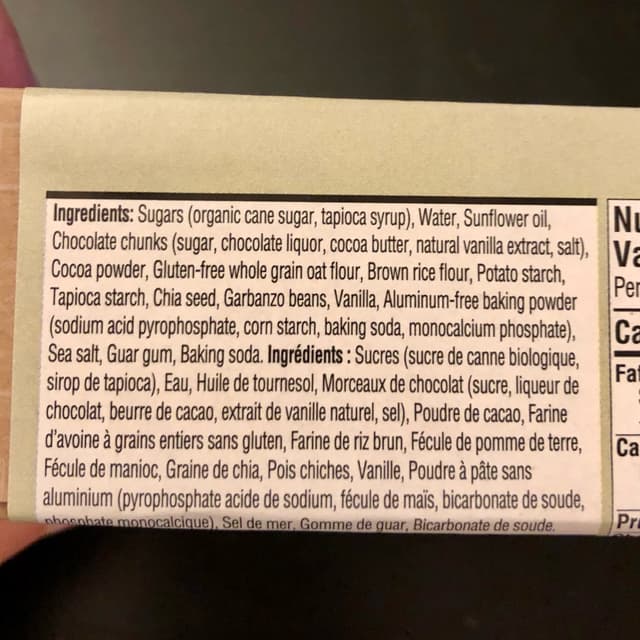 Ingredients: Sugars (organic cane sugar, tapioca syrup), Water, Sunflower oil,
Chocolate chunks (sugar, chocolate liquor, cocoa butter, natural vanilla extract, salt),
Cocoa powder, Gluten-free whole grain oat flour, Brown rice flour, Potato starch,
Tapioca starch, Chia seed, Garbanzo beans, Vanilla, Aluminum-free baking powder
(sodium acid pyrophosphate, corn starch, baking soda, monocalcium phosphate),
Sea salt, Guar gum, Baking soda. Ingrédients : Sucres (sucre de canne biologique,
sirop de tapioca), Eau, Huile de tournesol, Morceaux de chocolat (sucre, liqueur de
chocolat, beurre de cacao, extrait de vanille naturel, sel), Poudre de cacao, Farine
d'avoine à grains entiers sans gluten, Farine de riz brun, Fécule de pomme de terre,
Fécule de manioc, Graine de chia, Pois chiches, Vanille, Poudre à pâte sans
aluminium (pyrophosphate acide de sodium, fécule de maïs, bicarbonate de soude,
phosphate monocalcique), Sel de mer, Gomme de guar, Bicarbonate de soude.
Nu
Va
Per
Ca
Fat
Ca
Pr